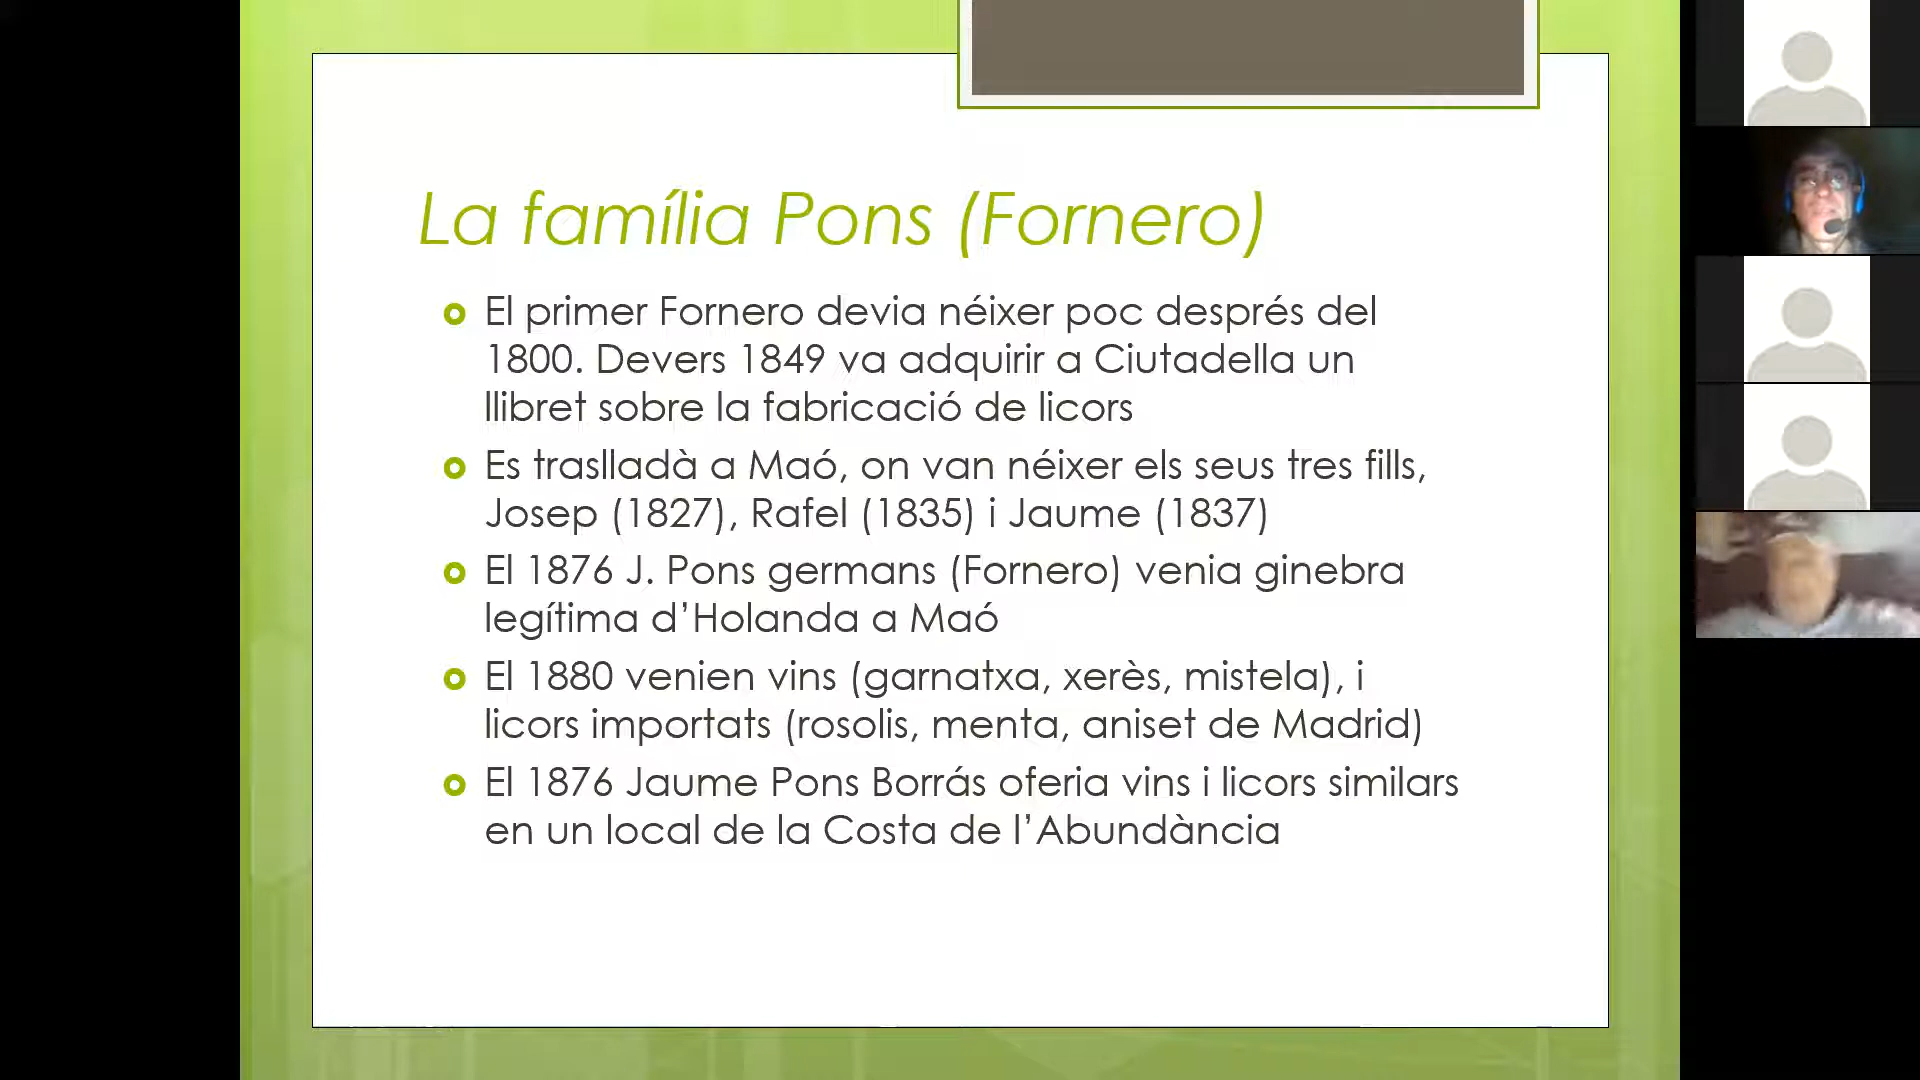 La família Pons (Fornero)
El primer Fornero devia néixer poc després del
1800. Devers 1849 va adquirir a Ciutadella un
llibret sobre la fabricació de licors
Es traslladà a Maó, on van néixer els seus tres fills,
Josep (1827), Rafel (1835) i Jaume (1837)
El 1876 J. Pons germans (Fornero) venia ginebra
legítima d’Holanda a Maó
El 1880 venien vins (garnatxa, xerès, mistela), i
licors importats (rosolis, menta, aniset de Madrid)
El 1876 Jaume Pons Borrás oferia vins i licors similars
en un local de la Costa de l’Abundància